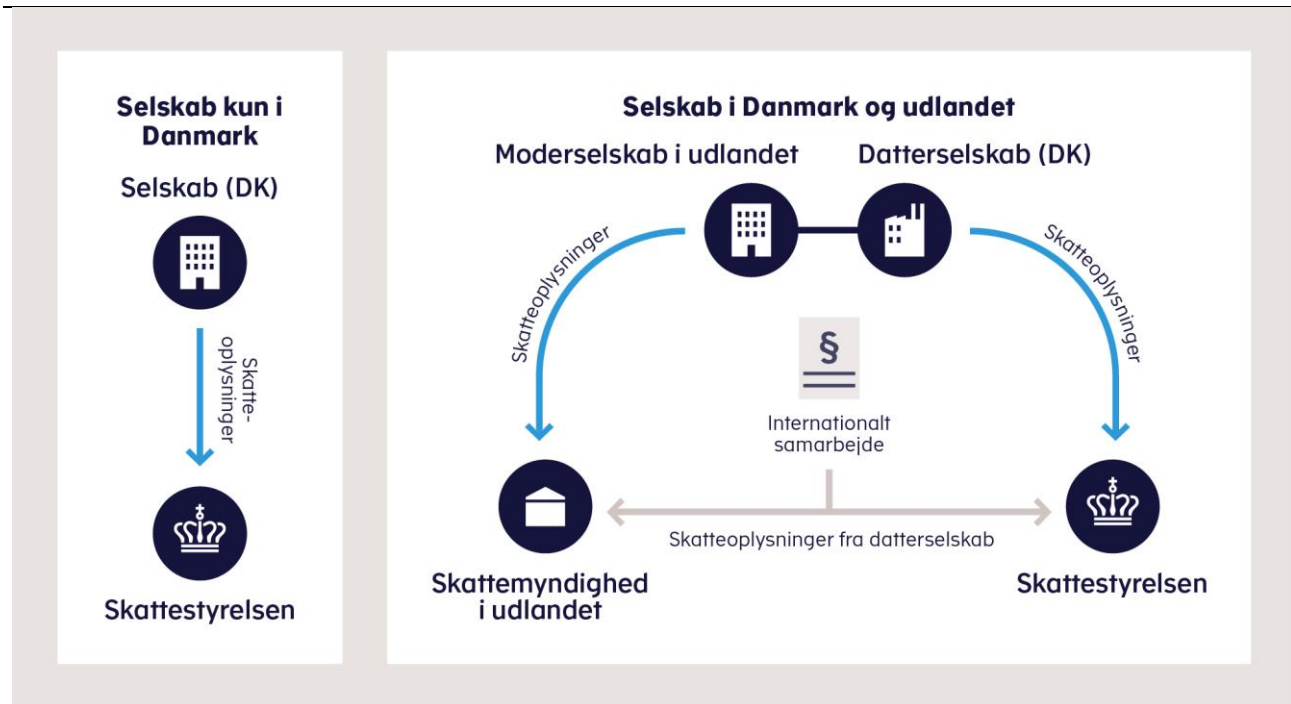 Selskab kun i
Danmark
Selskab (DK)
Skatte-
oplysninger
Skattestyrelsen
Selskab i Danmark og udlandet
Moderselskab i udlandet
Datterselskab (DK)
Skatteoplysninger
Skatteoplysninger
§
Internationalt
samarbejde
Skatteoplysninger fra datterselskab
Skattemyndighed
i udlandet
Skattestyrelsen